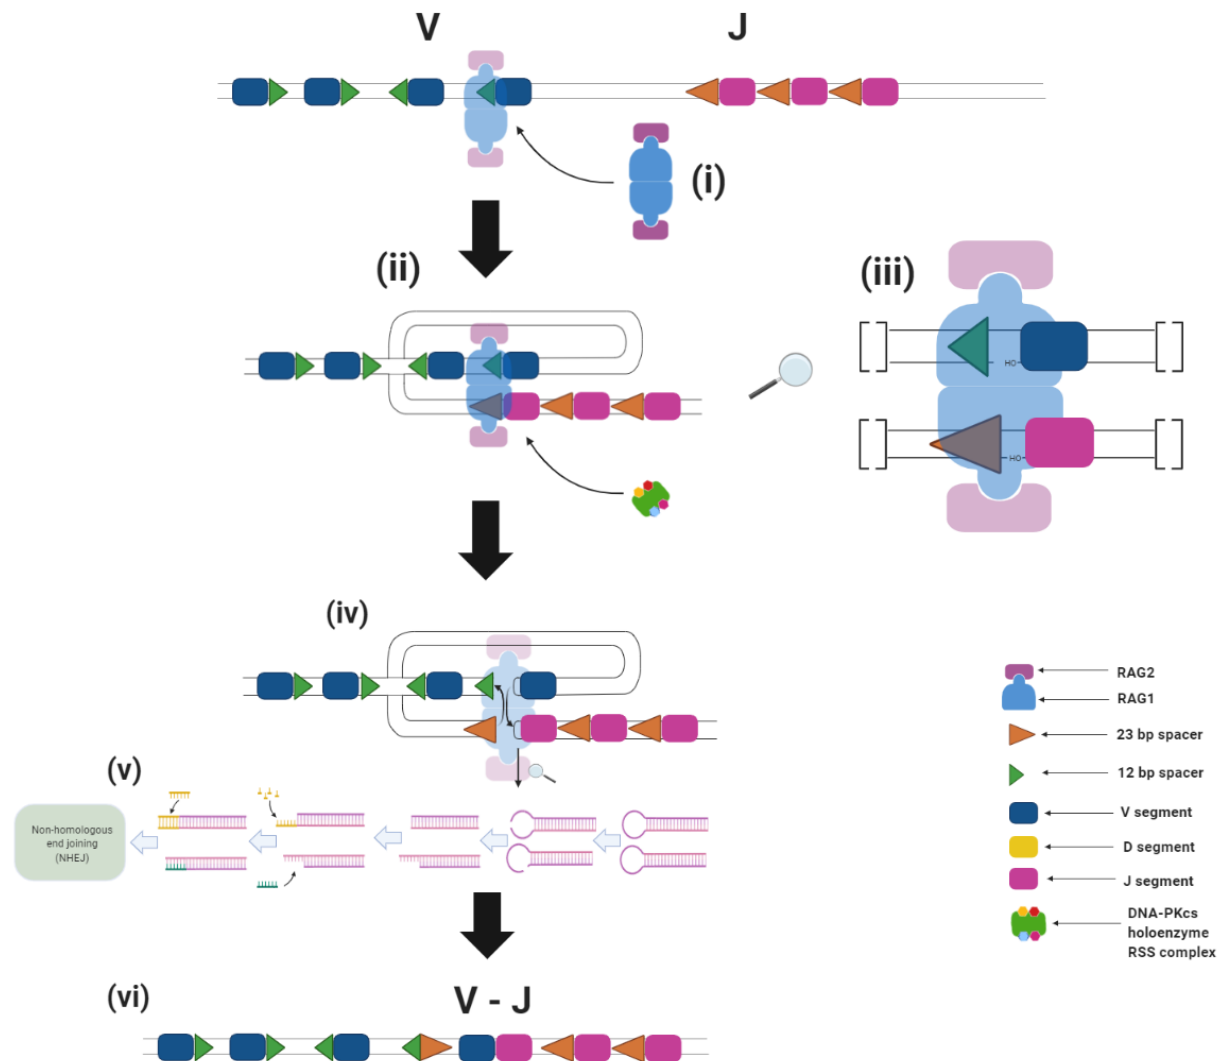 V
J
(i)
(ii)
(iii)
HO
HO
(iv)
RAG2
RAG1
23 bp spacer
12 bp spacer
V segment
D segment
J segment
DNA-PKcs
holoenzyme
RSS complex
(v)
Non-homologous
end joining
(NHEJ)
(vi)
V - J